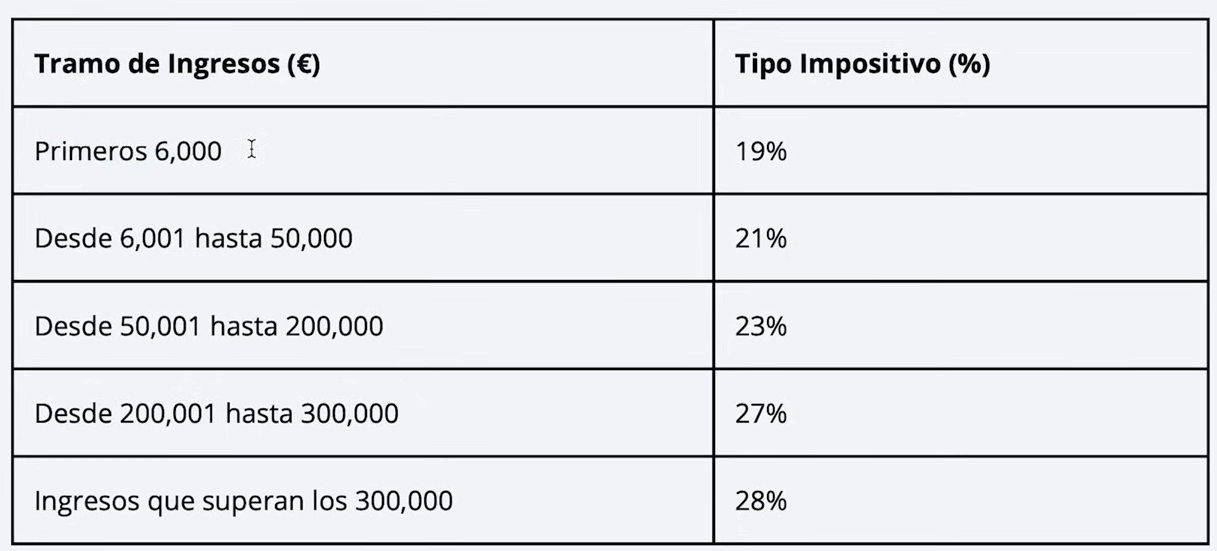 Tramo de Ingresos (€) Tipo Impositivo (%)
Primeros 6,000 19%
Desde 6,001 hasta 50,000 21%
Desde 50,001 hasta 200,000 23%
Desde 200,001 hasta 300,000 27%
Ingresos que superan los 300,000 28%